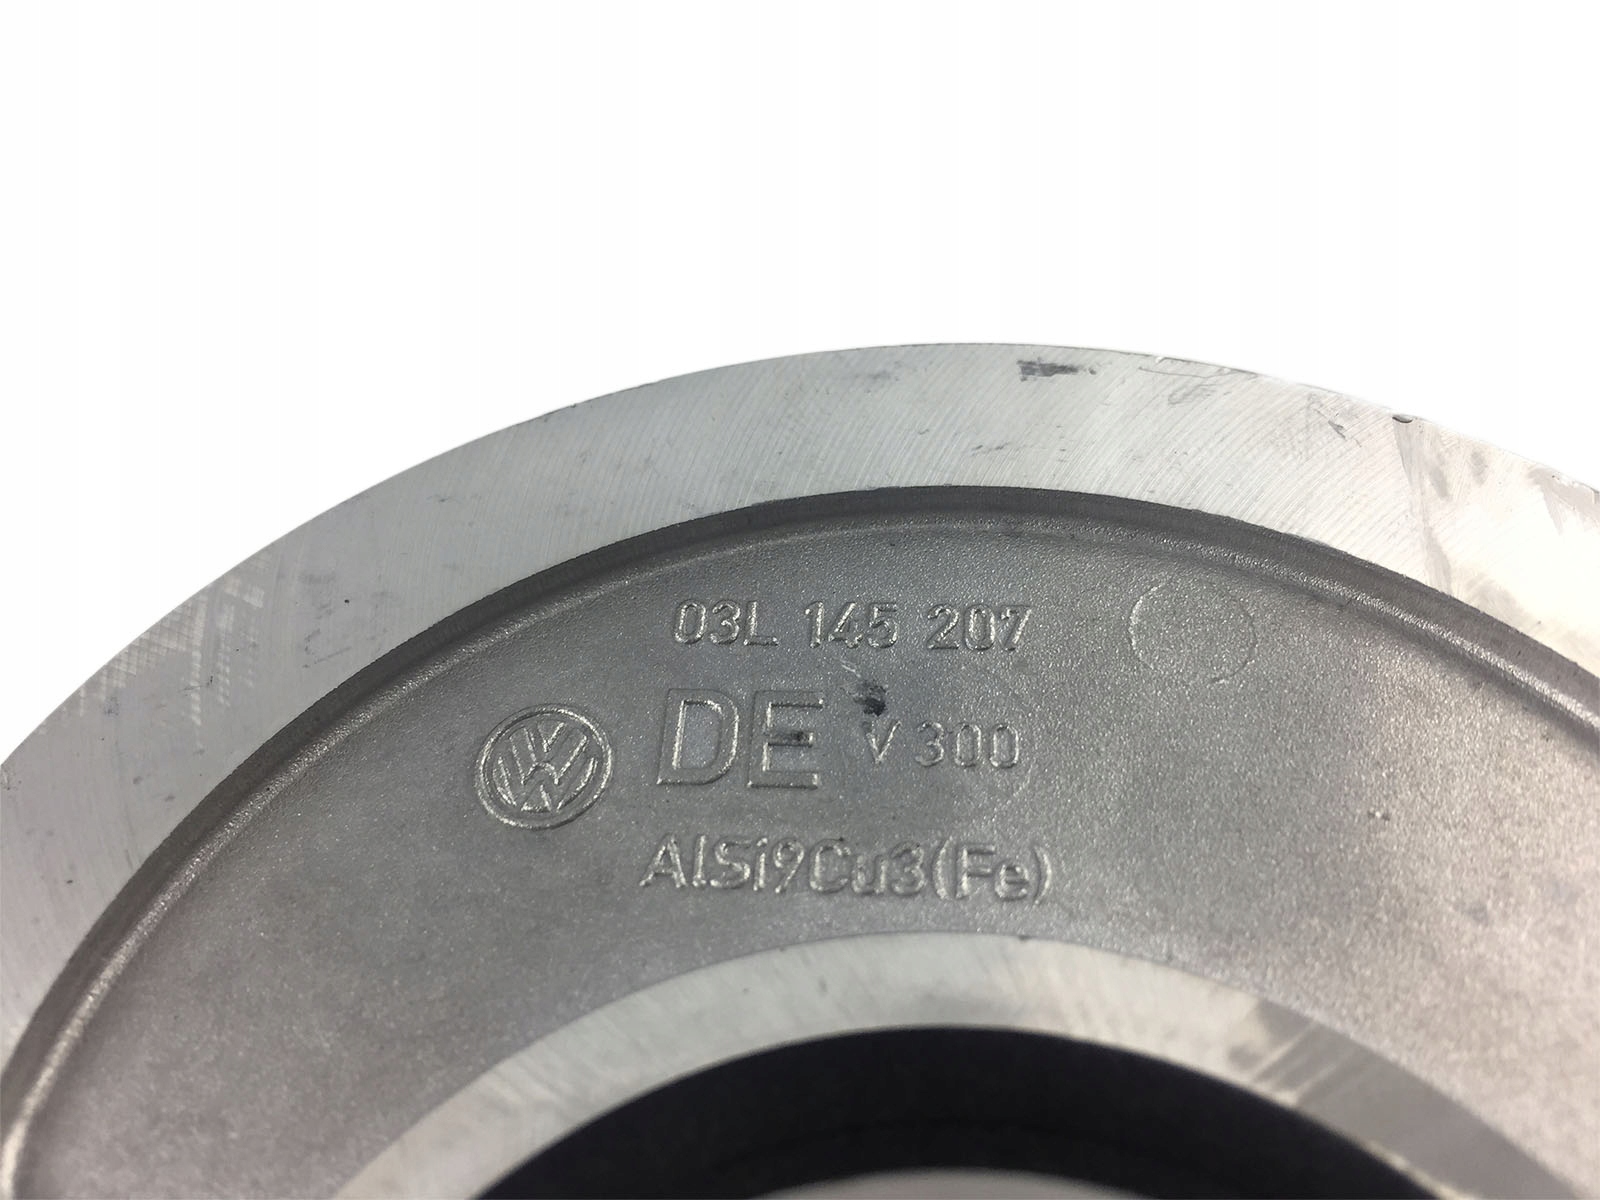 03L 145 207
DE V 300
AlSi9Cu3(Fe)